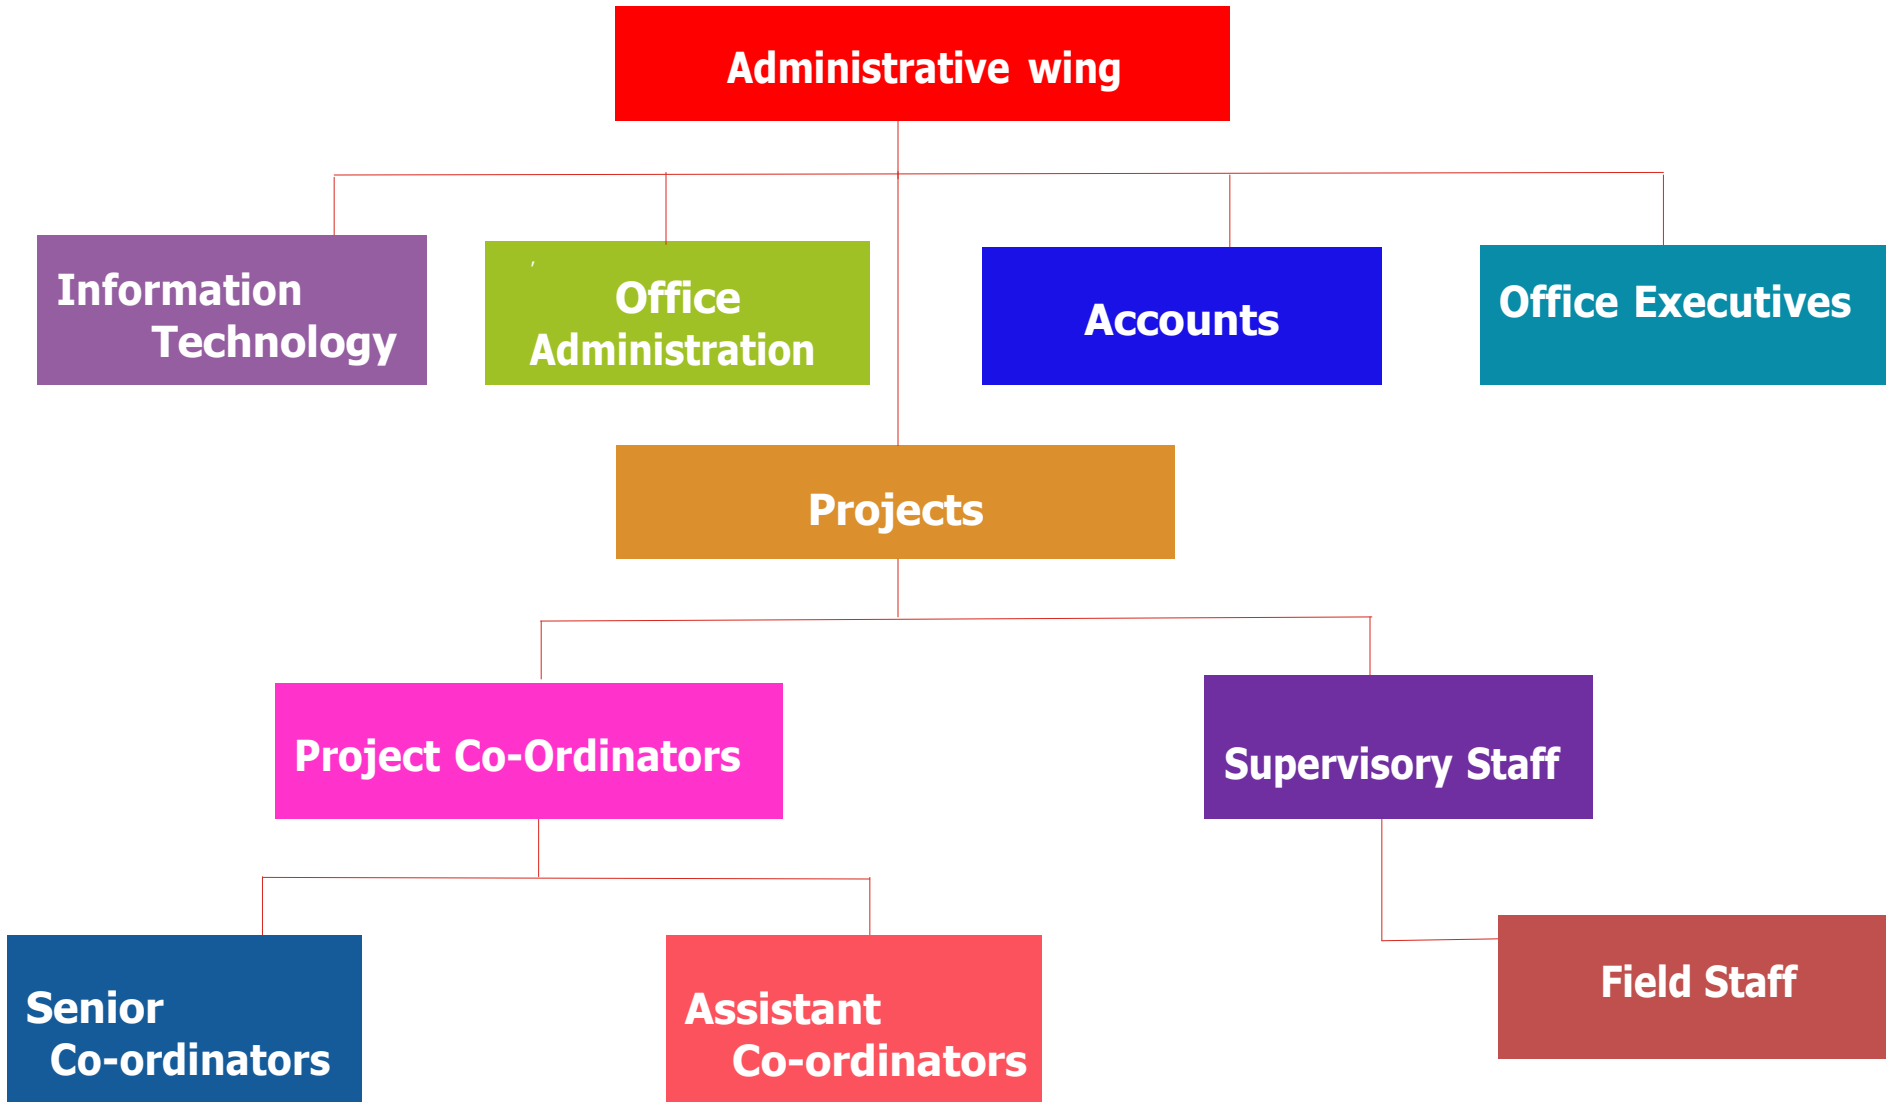 Administrative wing
Information
Technology
,
Office
Administration
Accounts
Office Executives
Projects
Project Co-Ordinators
Supervisory Staff
Senior
Co-ordinators
Assistant
Co-ordinators
Field Staff